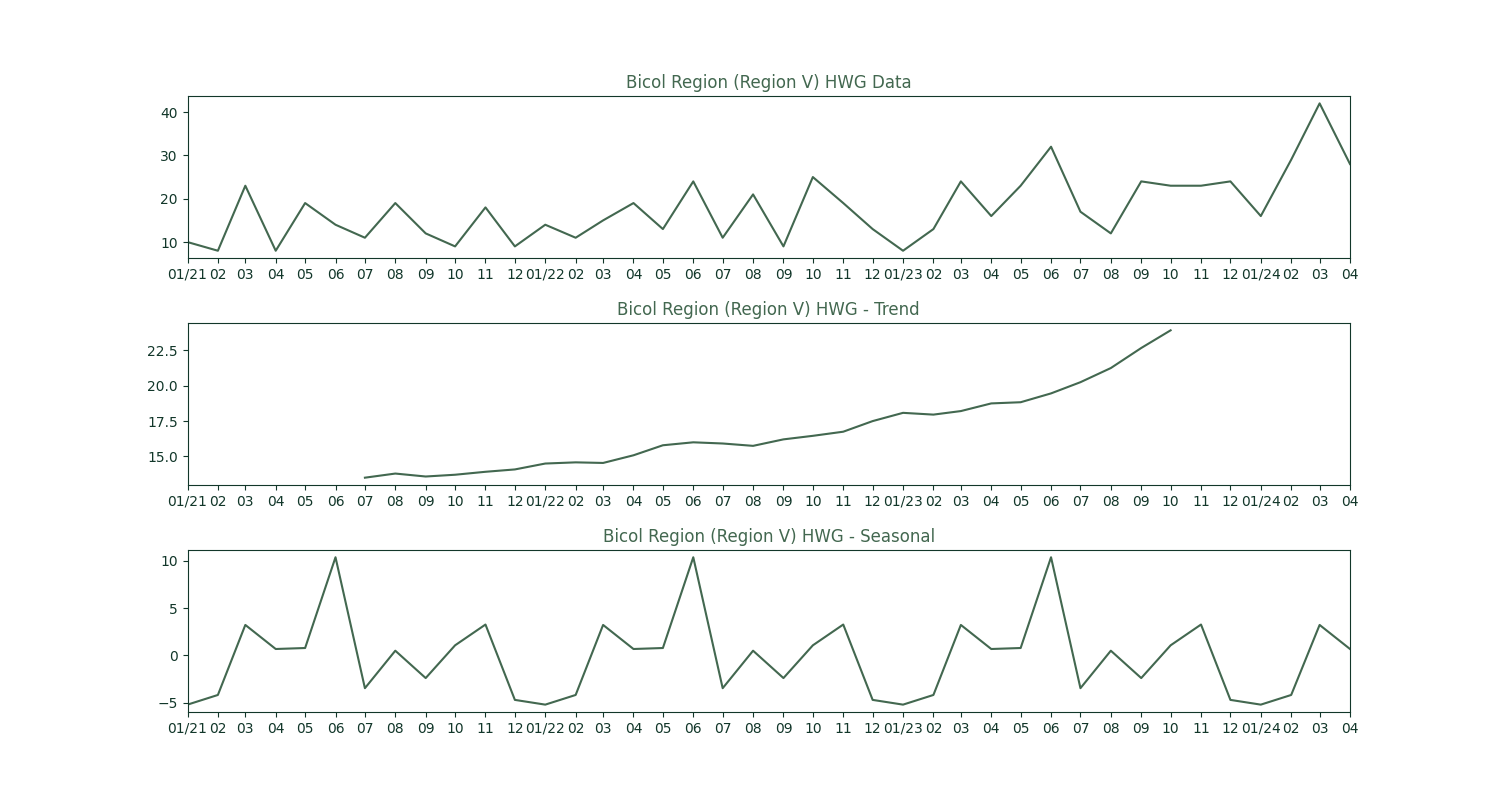 Bicol Region (Region V) HWG Data
40
30
20
10
01/21 02 03 04 05 06 07 08 09 10 11 12 01/22 02 03 04 05 06 07 08 09 10 11 12 01/23 02 03 04 05 06 07 08 09 10 11 12 01/24 02 03 04
Bicol Region (Region V) HWG - Trend
22.5
20.0
17.5
15.0
01/21 02 03 04 05 06 07 08 09 10 11 12 01/22 02 03 04 05 06 07 08 09 10 11 12 01/23 02 03 04 05 06 07 08 09 10 11 12 01/24 02 03 04
Bicol Region (Region V) HWG - Seasonal
10
5
0
−5
01/21 02 03 04 05 06 07 08 09 10 11 12 01/22 02 03 04 05 06 07 08 09 10 11 12 01/23 02 03 04 05 06 07 08 09 10 11 12 01/24 02 03 04